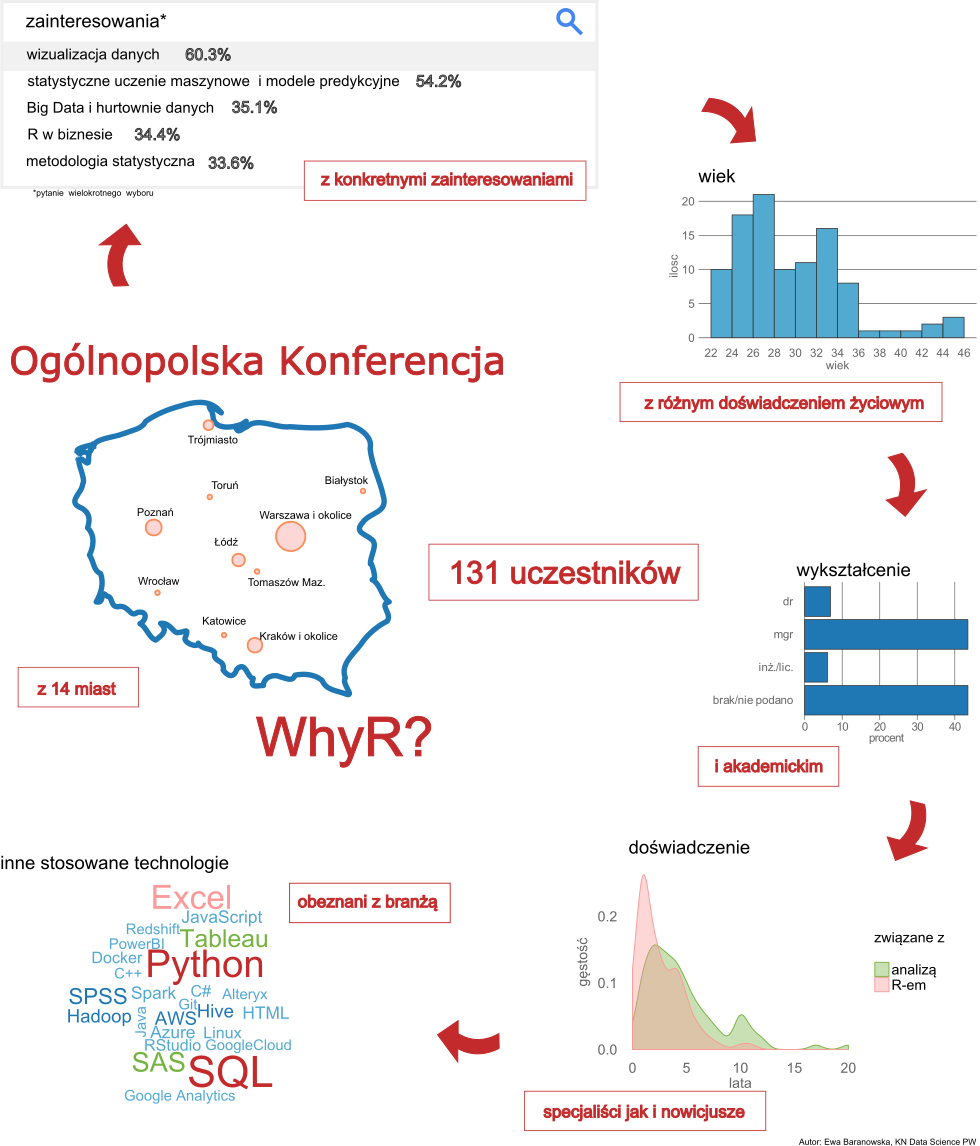 zainteresowania*
wizualizacja danych 60.3%
statystyczne uczenie maszynowe i modele predykcyjne 54.2%
Big Data i hurtownie danych 35.1%
R w biznesie 34.4%
metodologia statystyczna 33.6%
z konkretnymi zainteresowaniami
*pytanie wielokrotnego wyboru
wiek
20
15
10
5
0
ilosc
22 24 26 28 30 32 34 36 38 40 42 44 46
wiek
z różnym doświadczeniem życiowym
Ogólnopolska Konferencja
Trójmiasto
Toruń
Białystok
Poznań
Warszawa i okolice
Łódź
Tomaszów Maz.
Wrocław
Katowice
Kraków i okolice
z 14 miast
WhyR?
131 uczestników
wykształcenie
dr
mgr
inż./lic.
brak/nie podano
0 10 20 30 40
procent
i akademickim
doświadczenie
0.2
0.1
0.0
gęstość
0 5 10 15 20
lata
związane z
analizą
R-em
specjaliści jak i nowicjusze
inne stosowane technologie
obeznani z branżą
Excel
JavaScript
Redshift
Tableau
PowerBI
Docker
Python
C++
SPSS
Spark
C#
Alteryx
Git
Hadoop
Java
AWS
Hive
HTML
Azure
Linux
RStudio
GoogleCloud
SAS
SQL
Google Analytics
Autor: Ewa Baranowska, KN Data Science PW